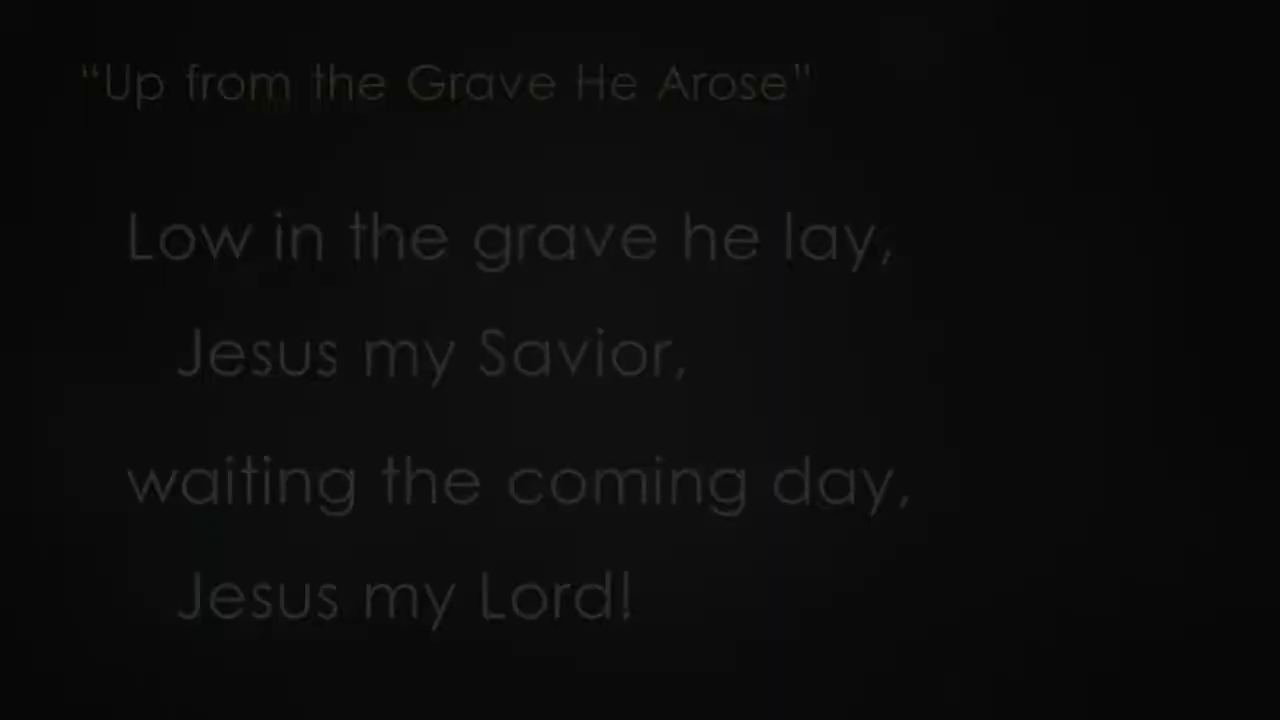 “Up from the Grave He Arose”
Low in the grave he lay,
Jesus my Savior,
waiting the coming day,
Jesus my Lord!